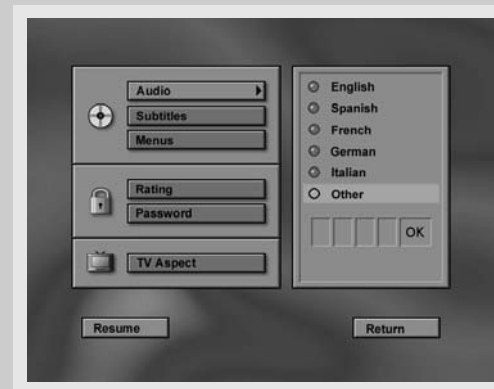 Audio
Subtitles
Menus
Rating
Password
TV Aspect
English
Spanish
French
German
Italian
Other
OK
Resume
Return